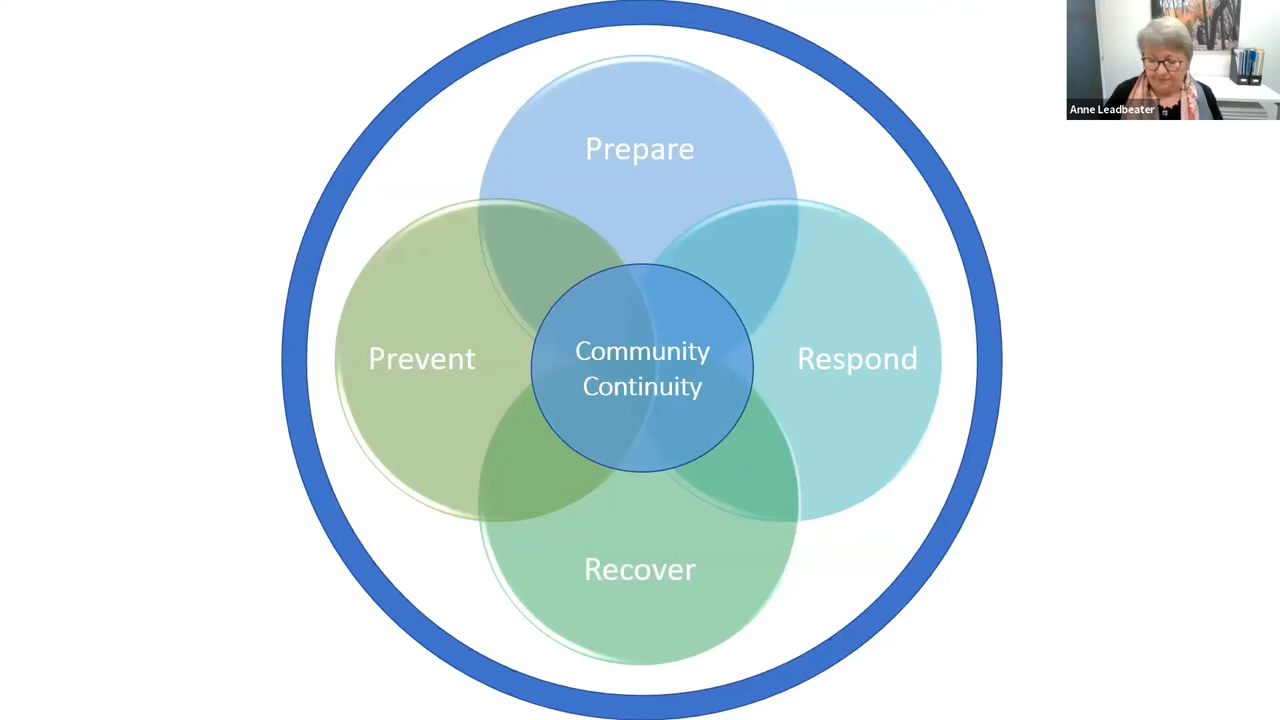 Prepare
Anne Leadbeater
Prevent
Community
Continuity
Respond
Recover